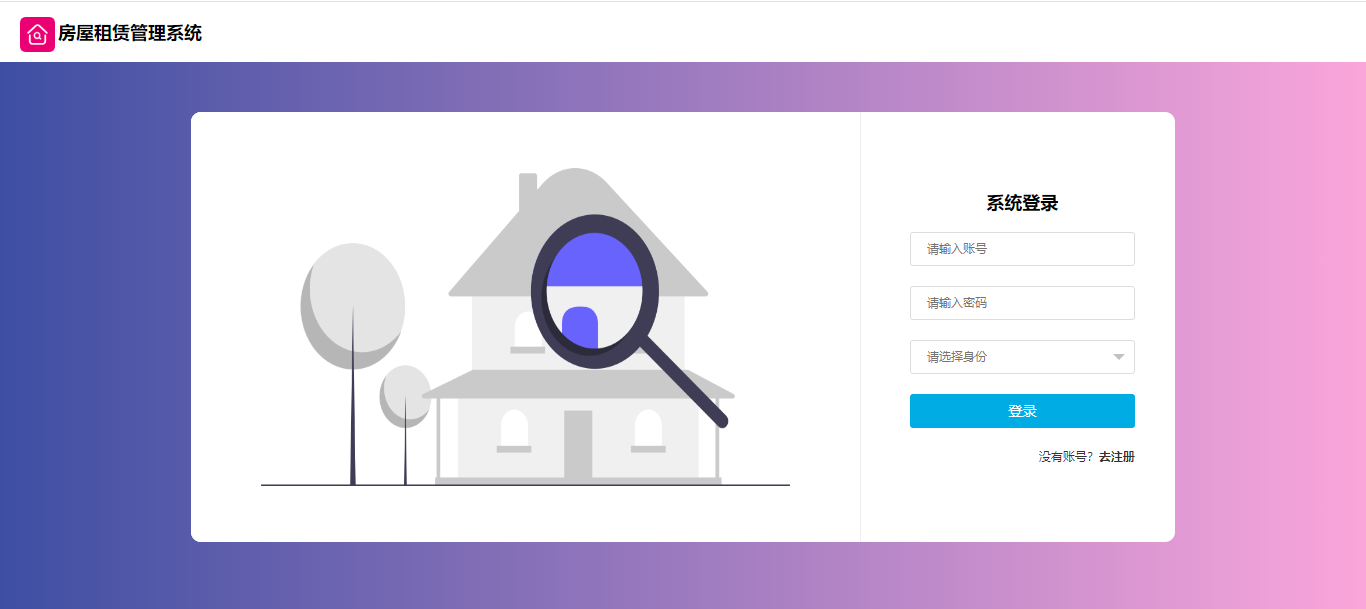 房屋租赁管理系统
系统登录
请输入账号
请输入密码
请选择身份
登录
没有账号？去注册